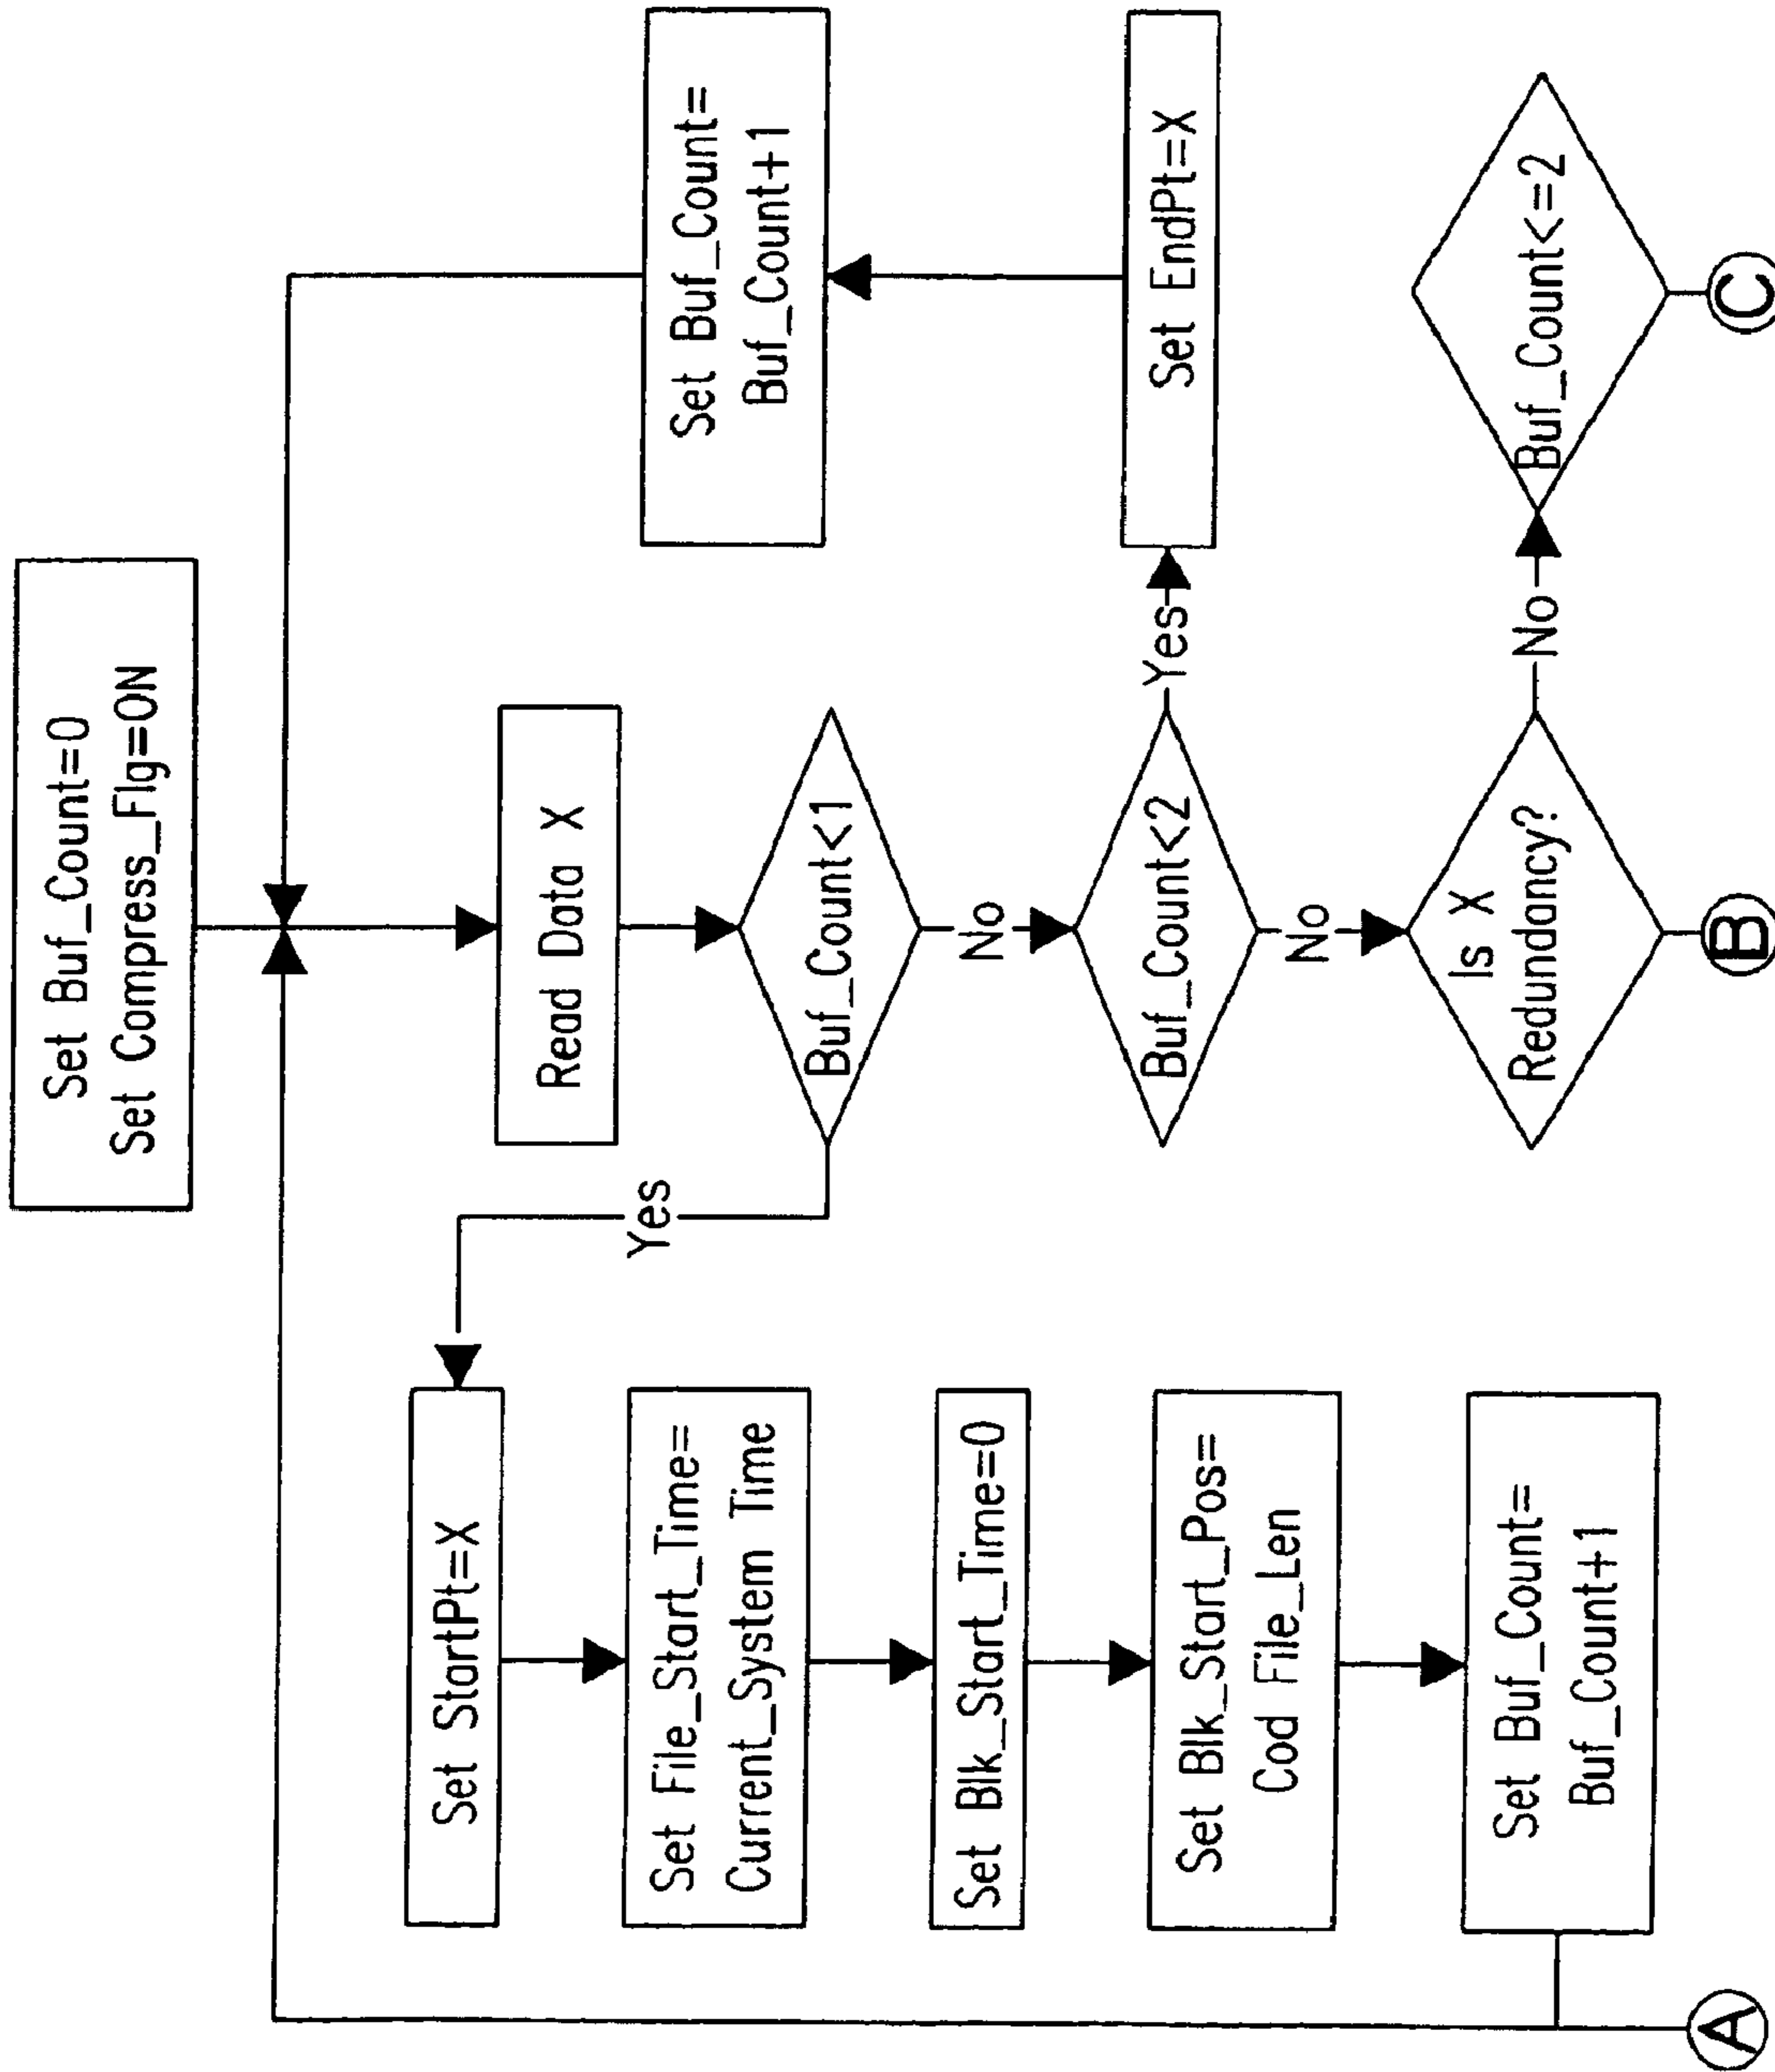 Set Buf_Count=0
Set Compress_Flg=ON
Read Data X
Buf_Count<1
Yes
No
Set StartPt=X
Set File_Start_Time=
Current_System Time
Set Blk_Start_Time=0
Set Blk_Start_Pos=
Cod File_Len
Set Buf_Count=
Buf_Count+1
A
Buf_Count<2
Yes
No
Set EndPt=X
Set Buf_Count=
Buf_Count+1
Is X
Redundancy?
No
B
Buf_Count<=2
C